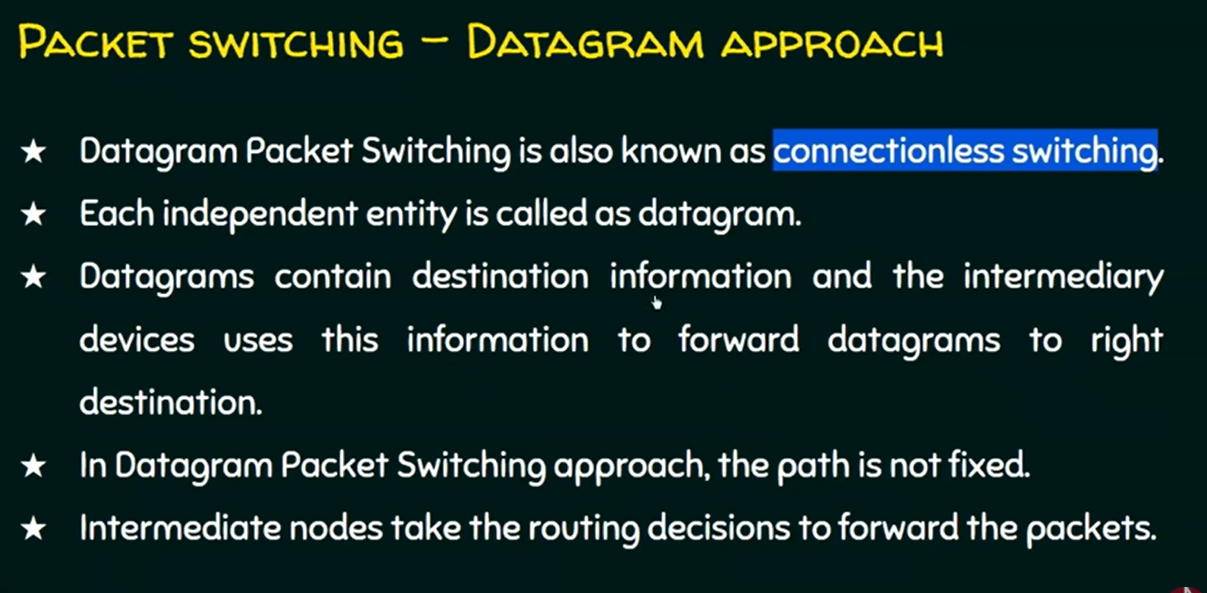 PACKET SWITCHING – DATAGRAM APPROACH
★ Datagram Packet Switching is also known as connectionless switching.
★ Each independent entity is called as datagram.
★ Datagrams contain destination information and the intermediary
devices uses this information to forward datagrams to right
destination.
★ In Datagram Packet Switching approach, the path is not fixed.
★ Intermediate nodes take the routing decisions to forward the packets.